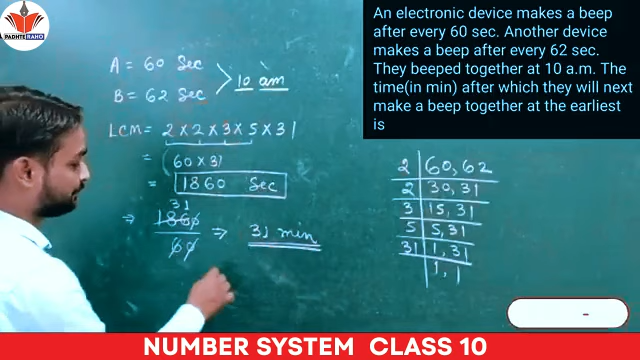 PADHTE RAHO
An electronic device makes a beep
after every 60 sec. Another device
makes a beep after every 62 sec.
They beeped together at 10 a.m. The
time(in min) after which they will next
make a beep together at the earliest
is
A = 60 Sec
B = 62 Sec
10 am
LCM = 2 × 2 × 3 × 5 × 31
= 60 × 31
= 1860 Sec
31
⇒ 1860 ⇒ 31 min
60
2 60, 62
2 30, 31
3 15, 31
5 5, 31
31 1, 31
1, 1
-
NUMBER SYSTEM CLASS 10